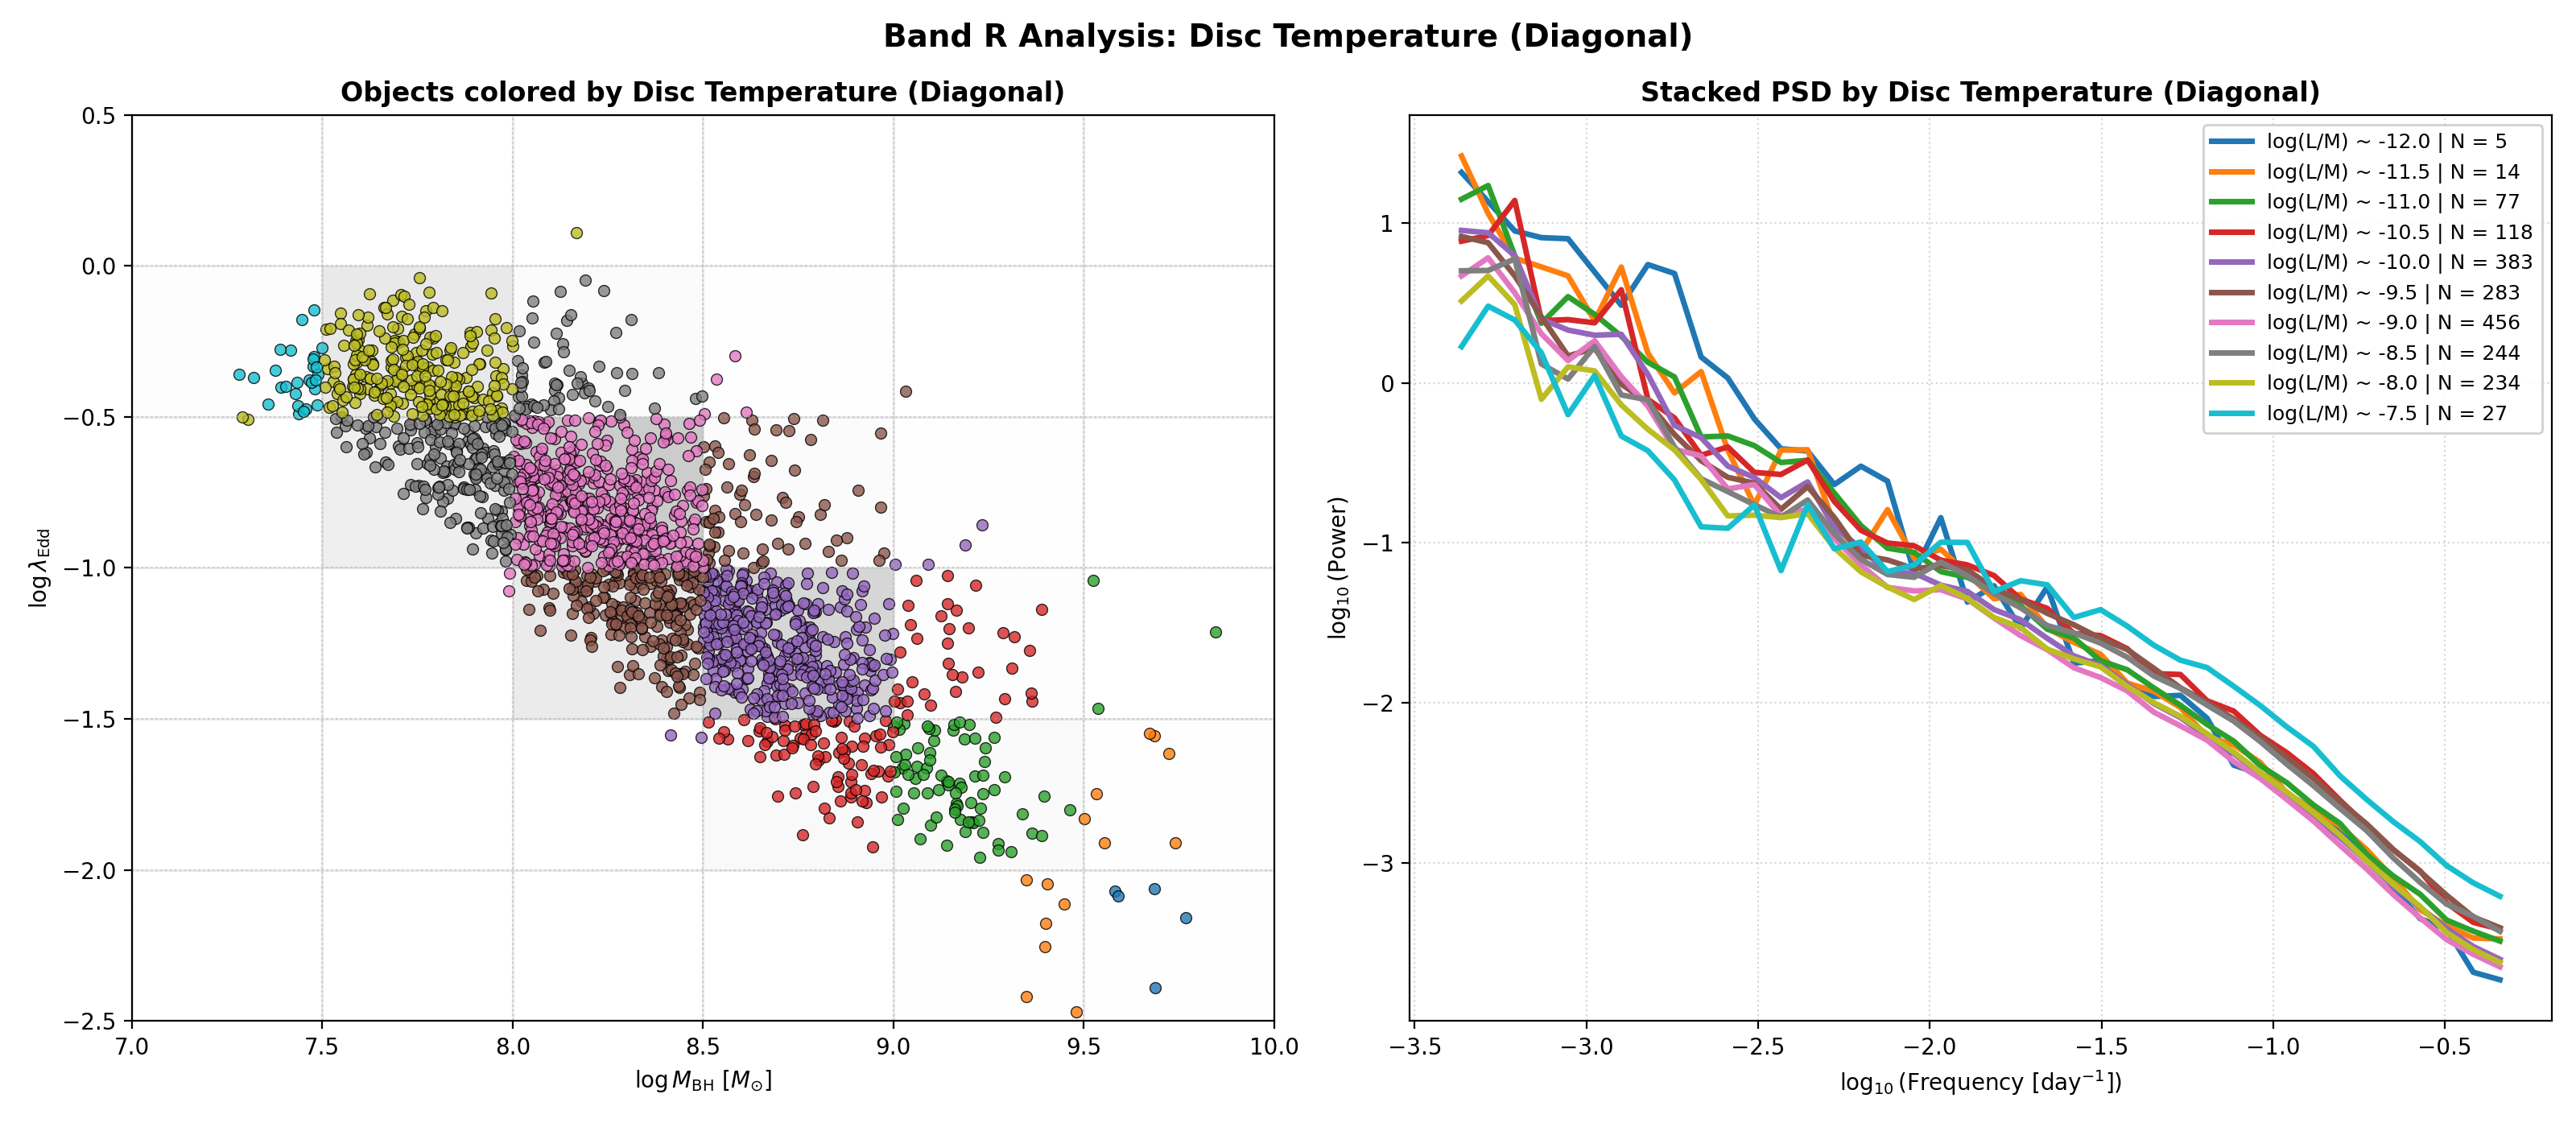 Band R Analysis: Disc Temperature (Diagonal)
Objects colored by Disc Temperature (Diagonal)
0.5
0.0
−0.5
−1.0
−1.5
−2.0
−2.5
log λEdd
7.0 7.5 8.0 8.5 9.0 9.5 10.0
log MBH [M⊙]
Stacked PSD by Disc Temperature (Diagonal)
log(L/M) ~ -12.0 | N = 5
log(L/M) ~ -11.5 | N = 14
log(L/M) ~ -11.0 | N = 77
log(L/M) ~ -10.5 | N = 118
log(L/M) ~ -10.0 | N = 383
log(L/M) ~ -9.5 | N = 283
log(L/M) ~ -9.0 | N = 456
log(L/M) ~ -8.5 | N = 244
log(L/M) ~ -8.0 | N = 234
log(L/M) ~ -7.5 | N = 27
1
0
−1
−2
−3
log10 (Power)
−3.5 −3.0 −2.5 −2.0 −1.5 −1.0 −0.5
log10 (Frequency [day−1])